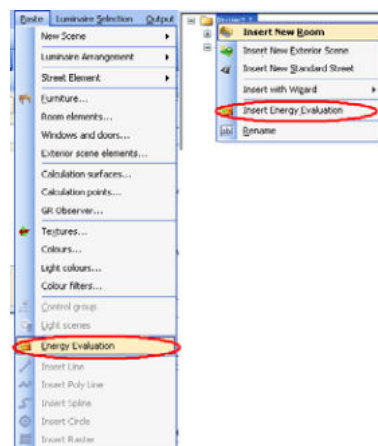 Paste Luminaire Selection Output
New Scene
Luminaire Arrangement
Street Element
Furniture...
Room elements...
Windows and doors...
Exterior scene elements...
Calculation surfaces...
Calculation points...
GR Observer...
Textures...
Colours...
Light colours...
Colour filters...
Control group
Light scenes
Energy Evaluation
Insert Line
Insert Poly Line
Insert Spline
Insert Circle
Insert Raster
Insert New Room
Insert New Exterior Scene
Insert New Standard Street
Insert with Wizard
Insert Energy Evaluation
Rename